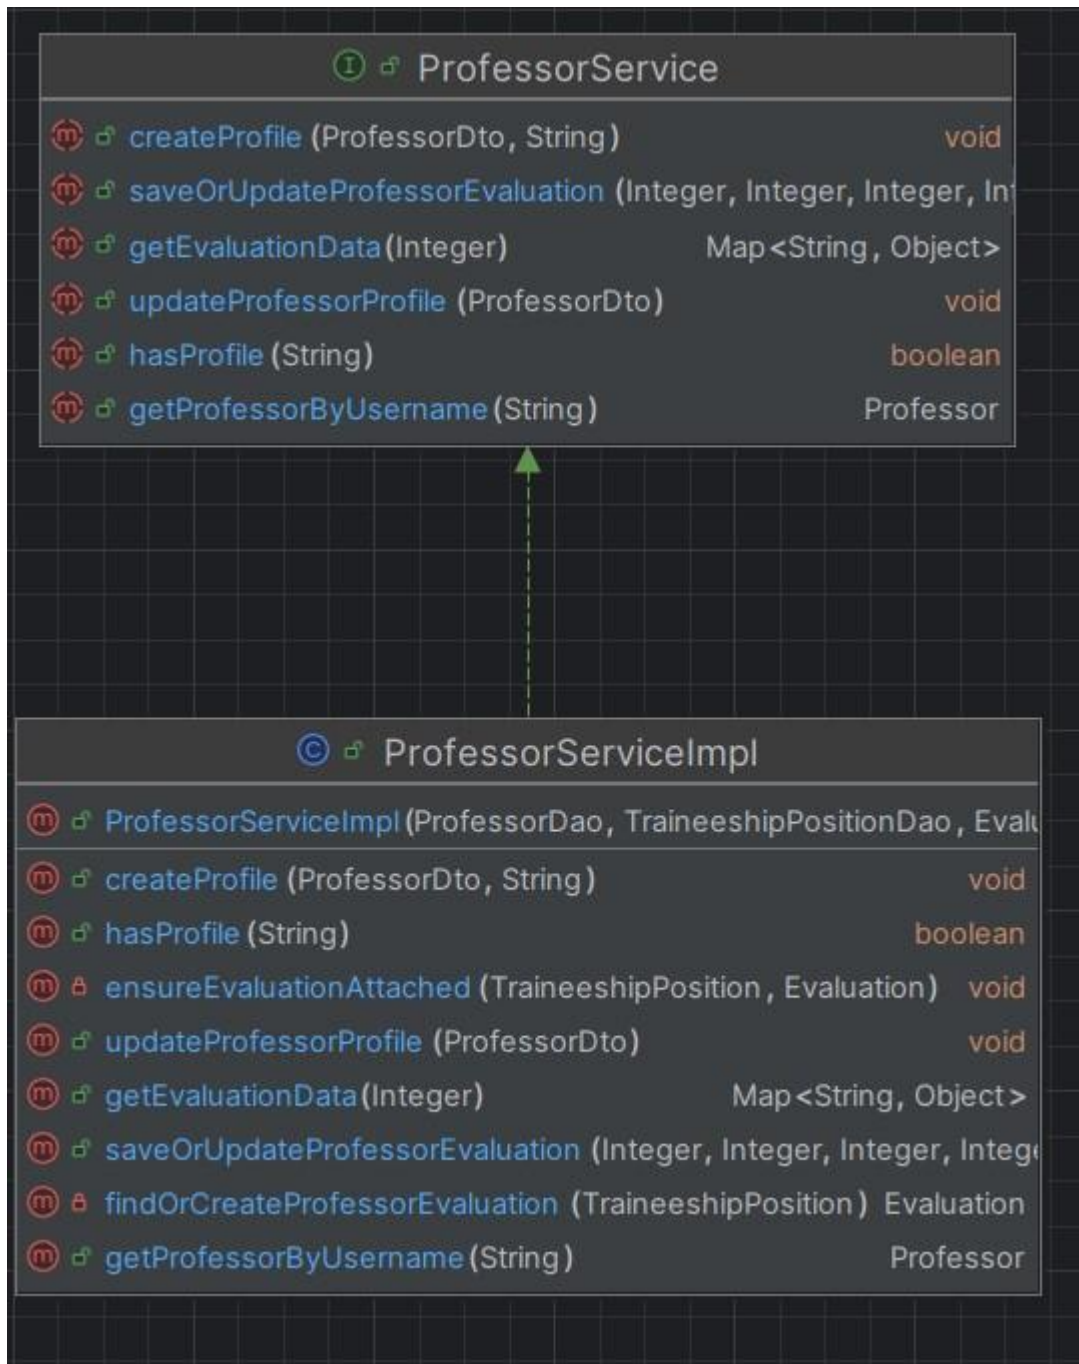 ProfessorService
createProfile (ProfessorDto, String) void
saveOrUpdateProfessorEvaluation (Integer, Integer, Integer,
getEvaluationData(Integer) Map<String, Object>
updateProfessorProfile (ProfessorDto) void
hasProfile (String) boolean
getProfessorByUsername(String) Professor
ProfessorServiceImpl
ProfessorServiceImpl(ProfessorDao, TraineeshipPositionDao,
createProfile (ProfessorDto, String) void
hasProfile (String) boolean
ensureEvaluationAttached (TraineeshipPosition, Evaluation) void
updateProfessorProfile (ProfessorDto) void
getEvaluationData(Integer) Map<String, Object>
saveOrUpdateProfessorEvaluation (Integer, Integer, Integer,
findOrCreateProfessorEvaluation (TraineeshipPosition) Evaluation
getProfessorByUsername(String) Professor